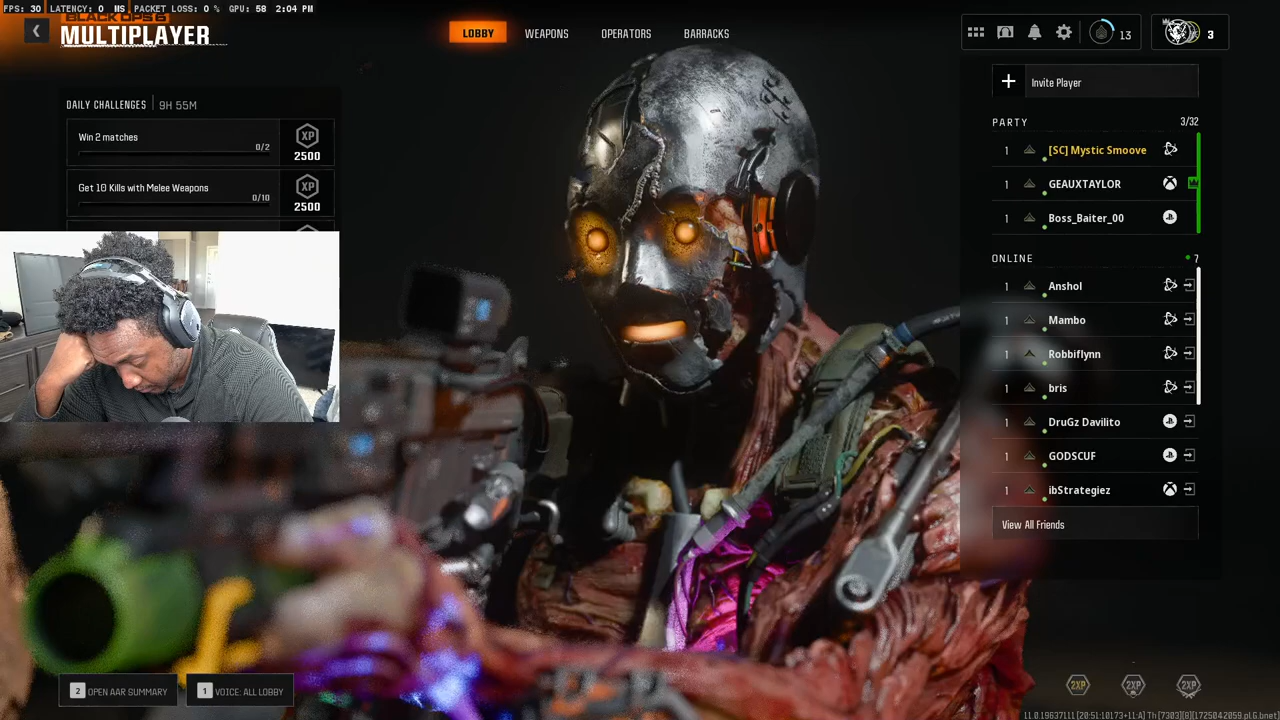 FPS: 30 LATENCY: 0 MS PACKET LOSS: 0 % GPU: 58 2:04 PM
BLACK OPS 6
MULTIPLAYER
LOBBY
WEAPONS
OPERATORS
BARRACKS
13
3
DAILY CHALLENGES 9H 55M
Win 2 matches
0/2
XP
2500
Get 10 Kills with Melee Weapons
0/10
XP
2500
+ Invite Player
PARTY 3/32
1 [SC] Mystic Smoove
1 GEAUXTAYLOR
1 Boss_Baiter_00
ONLINE 7
1 Anshol
1 Mambo
1 Robbiflynn
1 bris
1 DruGz Davilito
1 GODSCUF
1 ibStrategiez
View All Friends
2 OPEN AAR SUMMARY
1 VOICE: ALL LOBBY
2XP 2XP 2XP